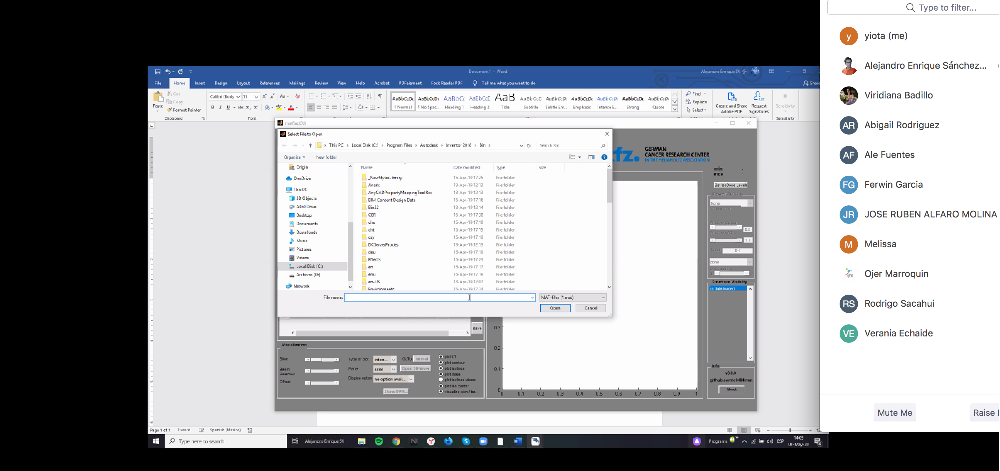 Type to filter...
yiota (me)
Alejandro Enrique Sánchez...
Viridiana Badillo
AR Abigail Rodriguez
AF Ale Fuentes
FG Ferwin Garcia
JR JOSE RUBEN ALFARO MOLINA
M Melissa
OJER Ojer Marroquin
RS Rodrigo Sacahui
VE Verania Echaide
Mute Me
Raise
Document1 - Word
Alejandro Enrique SV
File Home Insert Design Layout References Mailings Review View Help Acrobat PDFelement Foxit Reader PDF Tell me what you want to do
Share
Cut
Copy
Paste
Format Painter
Clipboard
Calibri (Body 11
Font
AaBbCcDc AaBbCcDc AaBbCc AaBbCcC AaB AaBbCcC AaBbCcDc AaBbCcDc AaBbCcDc AaBbCcDc AaBbCcDc
¶ Normal ¶ No Spac... Heading 1 Heading 2 Title Subtitle Subtle Em... Emphasis Intense E... Strong Quote
Find
Replace
Select
Create and Share Adobe PDF
Request Signatures
Sensitivity
Sensitivity
matRadGUI
Select File to Open
This PC › Local Disk (C:) › Program Files › Autodesk › Inventor 2018 › Bin ›
Search Bin
Organize New folder
Origin
OneDrive
This PC
3D Objects
A360 Drive
Desktop
Documents
Downloads
Music
Pictures
Videos
Local Disk (C:)
Archivos (D:)
Network
Name Date modified Type Size
_NewStylesLibrary 16-Apr-19 17:25 File folder
Anark 18-Apr-19 12:13 File folder
AnyCADPropertyMappingToolRes 18-Apr-19 12:13 File folder
BIM Content Design Data 16-Apr-19 17:16 File folder
Bin32 18-Apr-19 12:14 File folder
CER 16-Apr-19 17:38 File folder
chs 16-Apr-19 17:19 File folder
cht 16-Apr-19 17:19 File folder
csy 16-Apr-19 17:19 File folder
DCServerProxies 18-Apr-19 12:13 File folder
deu 16-Apr-19 17:19 File folder
Effects 16-Apr-19 17:23 File folder
en 16-Apr-19 17:17 File folder
enu 16-Apr-19 17:19 File folder
en-US 18-Apr-19 12:07 File folder
Environments 16-Apr-19 17:34 File folder
File name:
MAT-files (*.mat)
Open Cancel
fz.
GERMAN
CANCER RESEARCH CENTER
IN THE HELMHOLTZ ASSOCIATION
min -
max -
Set IsoDose Levels
Viewer Options
None
Window Center
0.5
Window Width
1.0
Range: 0 1
bone
Structure Visibilty
no data loaded
Info
v3.0.0
github.com/e0404/mat
About
save
Visualization
Slice
Beam Selection
Offset
Type of plot inten...
Plane axial
Display option no option avail...
GoTo lateral
Open 3D-View
Show DVH/...
plot CT
plot contour
plot isolines
plot dose
plot isolines labels
plot iso center
visualize plan / be...
0.3
0.2
0.1
0
0 0.1 0.2 0.3 0.4 0.5 0.6 0.7 0.8 0.9 1
Page 1 of 1 1 word Spanish (Mexico)
Type here to search
Alejandro Enrique SV
Programs
ESP
14:05
01-May-20
4